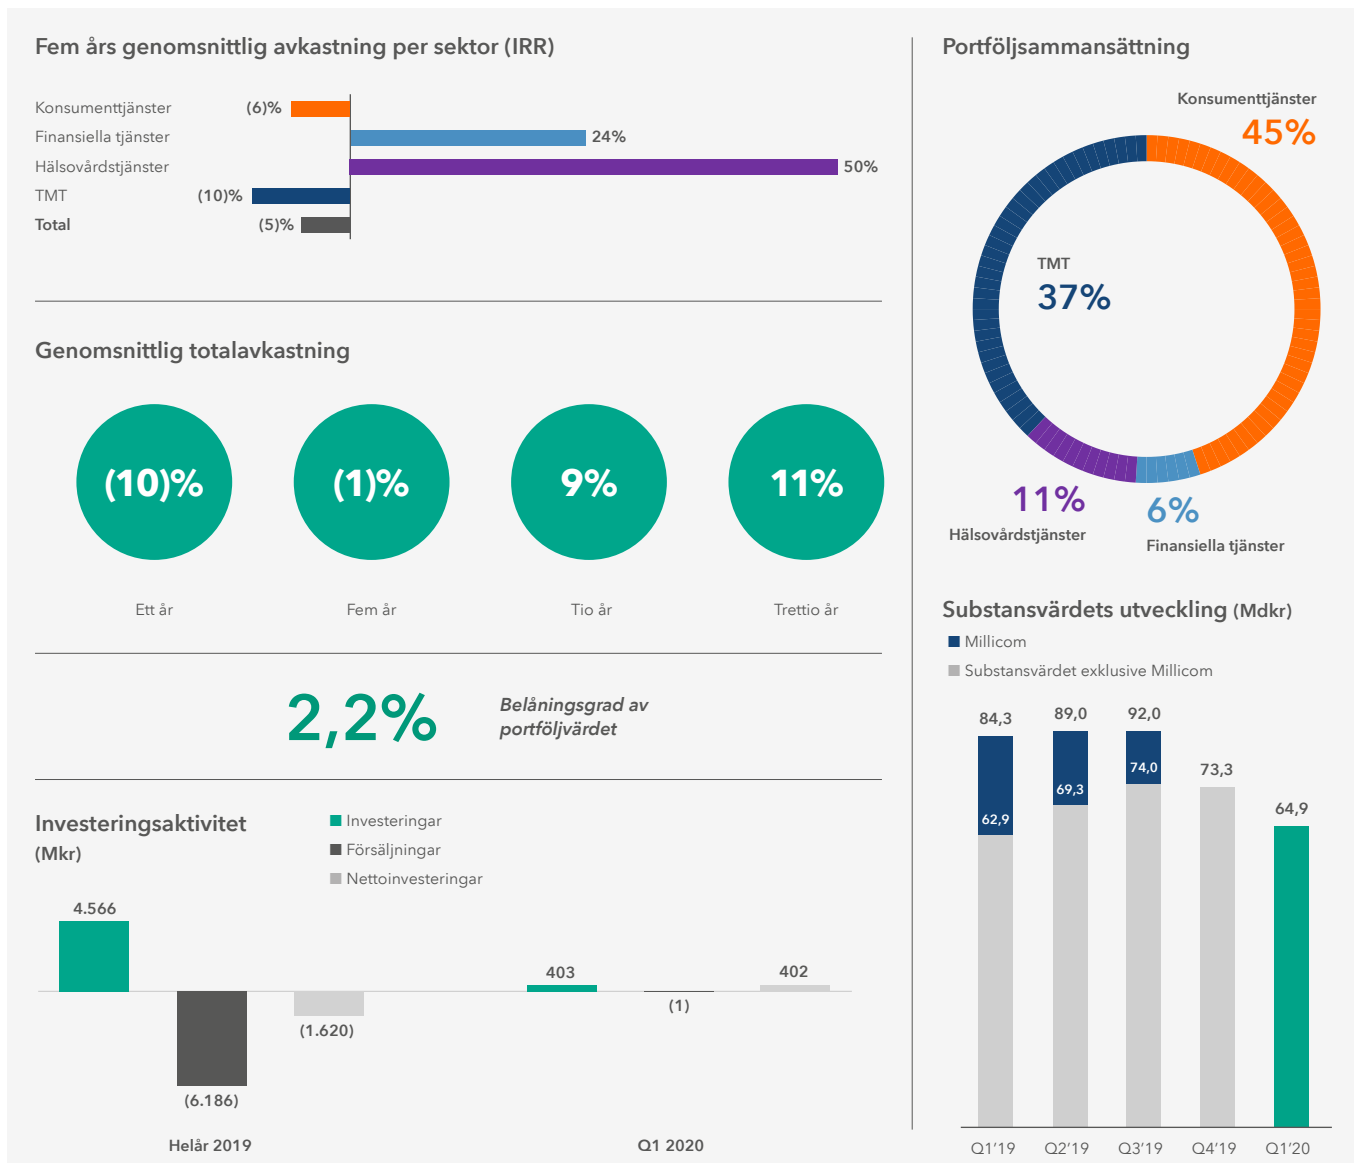 Fem års genomsnittlig avkastning per sektor (IRR)
Konsumenttjänster (6)%
Finansiella tjänster 24%
Hälsovårdstjänster 50%
TMT (10)%
Total (5)%
Genomsnittlig totalavkastning
(10)% (1)% 9% 11%
Ett år Fem år Tio år Trettio år
2,2%
Belåningsgrad av
portföljvärdet
Investeringsaktivitet
(Mkr)
Investeringar
Försäljningar
Nettoinvesteringar
4.566
(6.186)
(1.620)
403
(1)
402
Helår 2019 Q1 2020
Portföljsammansättning
Konsumenttjänster
45%
TMT
37%
11%
Hälsovårdstjänster
6%
Finansiella tjänster
Substansvärdets utveckling (Mdkr)
Millicom
Substansvärdet exklusive Millicom
84,3 89,0 92,0 73,3 64,9
62,9 69,3 74,0
Q1’19 Q2’19 Q3’19 Q4’19 Q1’20